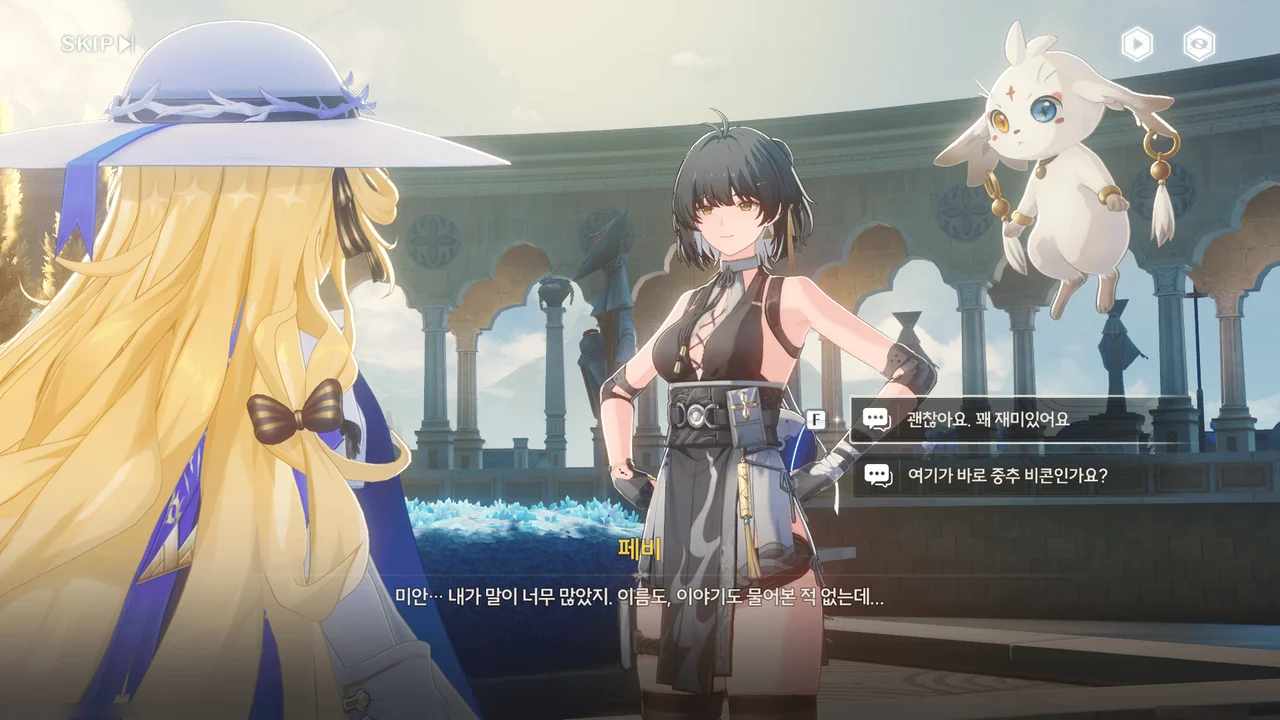 SKIP
F
괜찮아요. 꽤 재미있어요
여기가 바로 중추 비콘인가요?
페비
미안… 내가 말이 너무 많았지. 이름도, 이야기도 물어본 적 없는데…